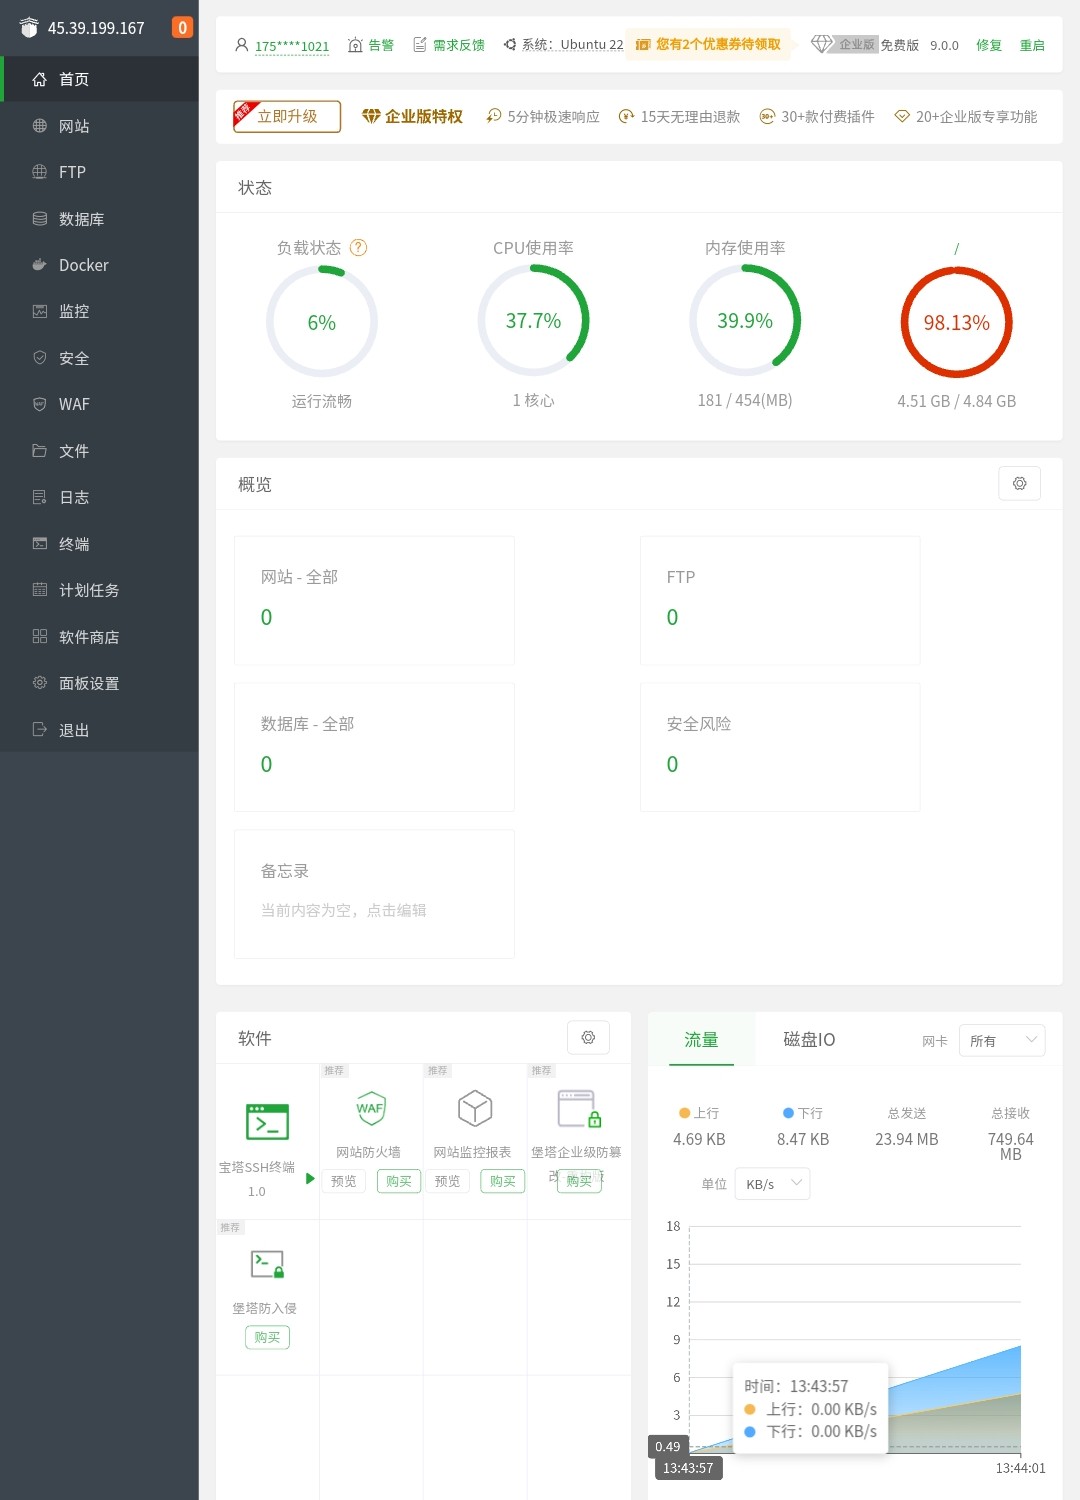 45.39.199.167
0
首页
网站
FTP
数据库
Docker
监控
安全
WAF
文件
日志
终端
计划任务
软件商店
面板设置
退出
175****1021 告警 需求反馈 系统：Ubuntu 22 您有2个优惠券待领取 企业版 免费版 9.0.0 修复 重启
推荐 立即升级 企业版特权 5分钟极速响应 15天无理由退款 30+ 30+款付费插件 20+企业版专享功能
状态
负载状态 ? CPU使用率 内存使用率 /
6% 37.7% 39.9% 98.13%
运行流畅 1 核心 181 / 454(MB) 4.51 GB / 4.84 GB
概览
网站 - 全部
0
FTP
0
数据库 - 全部
0
安全风险
0
备忘录
当前内容为空，点击编辑
软件
宝塔SSH终端
1.0
推荐
WAF
网站防火墙
预览 购买
推荐
网站监控报表
预览 购买
推荐
堡塔企业级防篡
改
购买
版
推荐
堡塔防入侵
购买
流量 磁盘IO 网卡 所有
上行 下行 总发送 总接收
4.69 KB 8.47 KB 23.94 MB 749.64
MB
单位 KB/s
18
15
12
9
6
3
时间：13:43:57
上行：0.00 KB/s
下行：0.00 KB/s
0.49
13:43:57 13:44:01